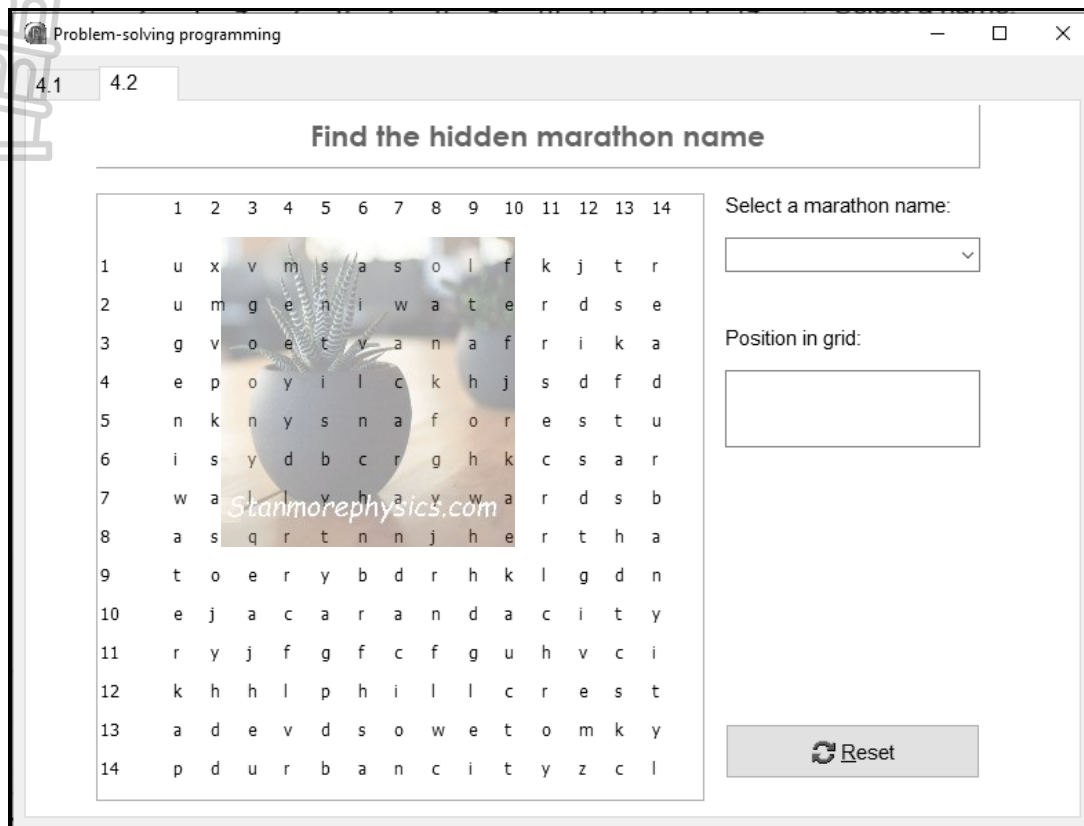 Problem-solving programming
4.1 4.2
Find the hidden marathon name
1 2 3 4 5 6 7 8 9 10 11 12 13 14
1 u x v m s a s o l f k j t r
2 u m g e n i w a t e r d s e
3 g v o e t v a n a f r i k a
4 e p o y i l c k h j s d f d
5 n k n y s n a f o r e s t u
6 i s y d b c r g h k c s a r
7 w a l l y h a y w a r d s b
8 a s q r t n n j h e r t h a
9 t o e r y b d r h k l g d n
10 e j a c a r a n d a c i t y
11 r y j f g f c f g u h v c i
12 k h h l p h i l l c r e s t
13 a d e v d s o w e t o m k y
14 p d u r b a n c i t y z c l
Stanmorephysics.com
Select a marathon name:
Position in grid:
Reset